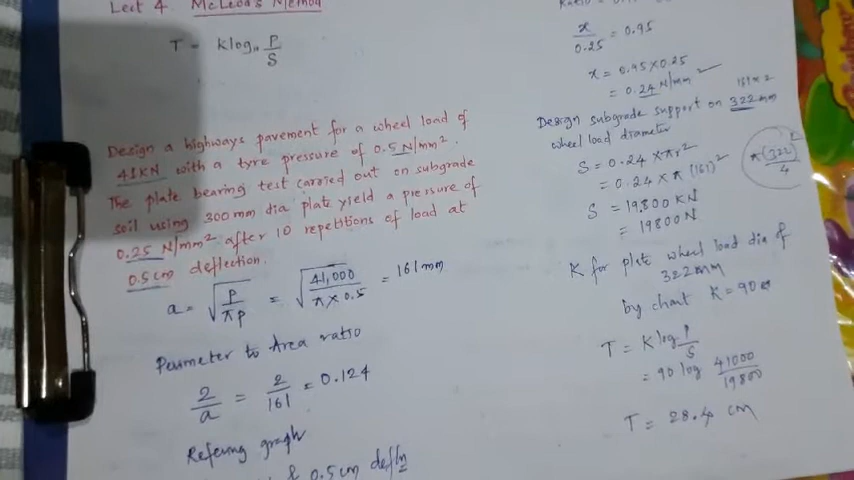 Lect 4 McLeod's Method
T = K log₁₀ P/S
Design a highways pavement for a wheel load of
41KN with a tyre pressure of 0.5 N/mm².
The plate bearing test carried out on subgrade
soil using 300mm dia plate yield a pressure of
0.25 N/mm² after 10 repetitions of load at
0.5cm deflection.
a = √(P/πp) = √(41,000/π×0.5) = 161mm
Perimeter to Area ratio
2/a = 2/161 = 0.124
Refering graph
& 0.5cm defln
x/0.25 = 0.95
x = 0.95×0.25
= 0.24 N/mm²
161×2
Design subgrade support on 322mm
wheel load diameter
S = 0.24 × πr²
= 0.24 × π (161)²
π(322)²/4
S = 19.800 KN
= 19800N
K for plate wheel load dia of
322mm
by chart K = 90
T = K log P/S
= 90 log 41000/19800
T = 28.4 cm